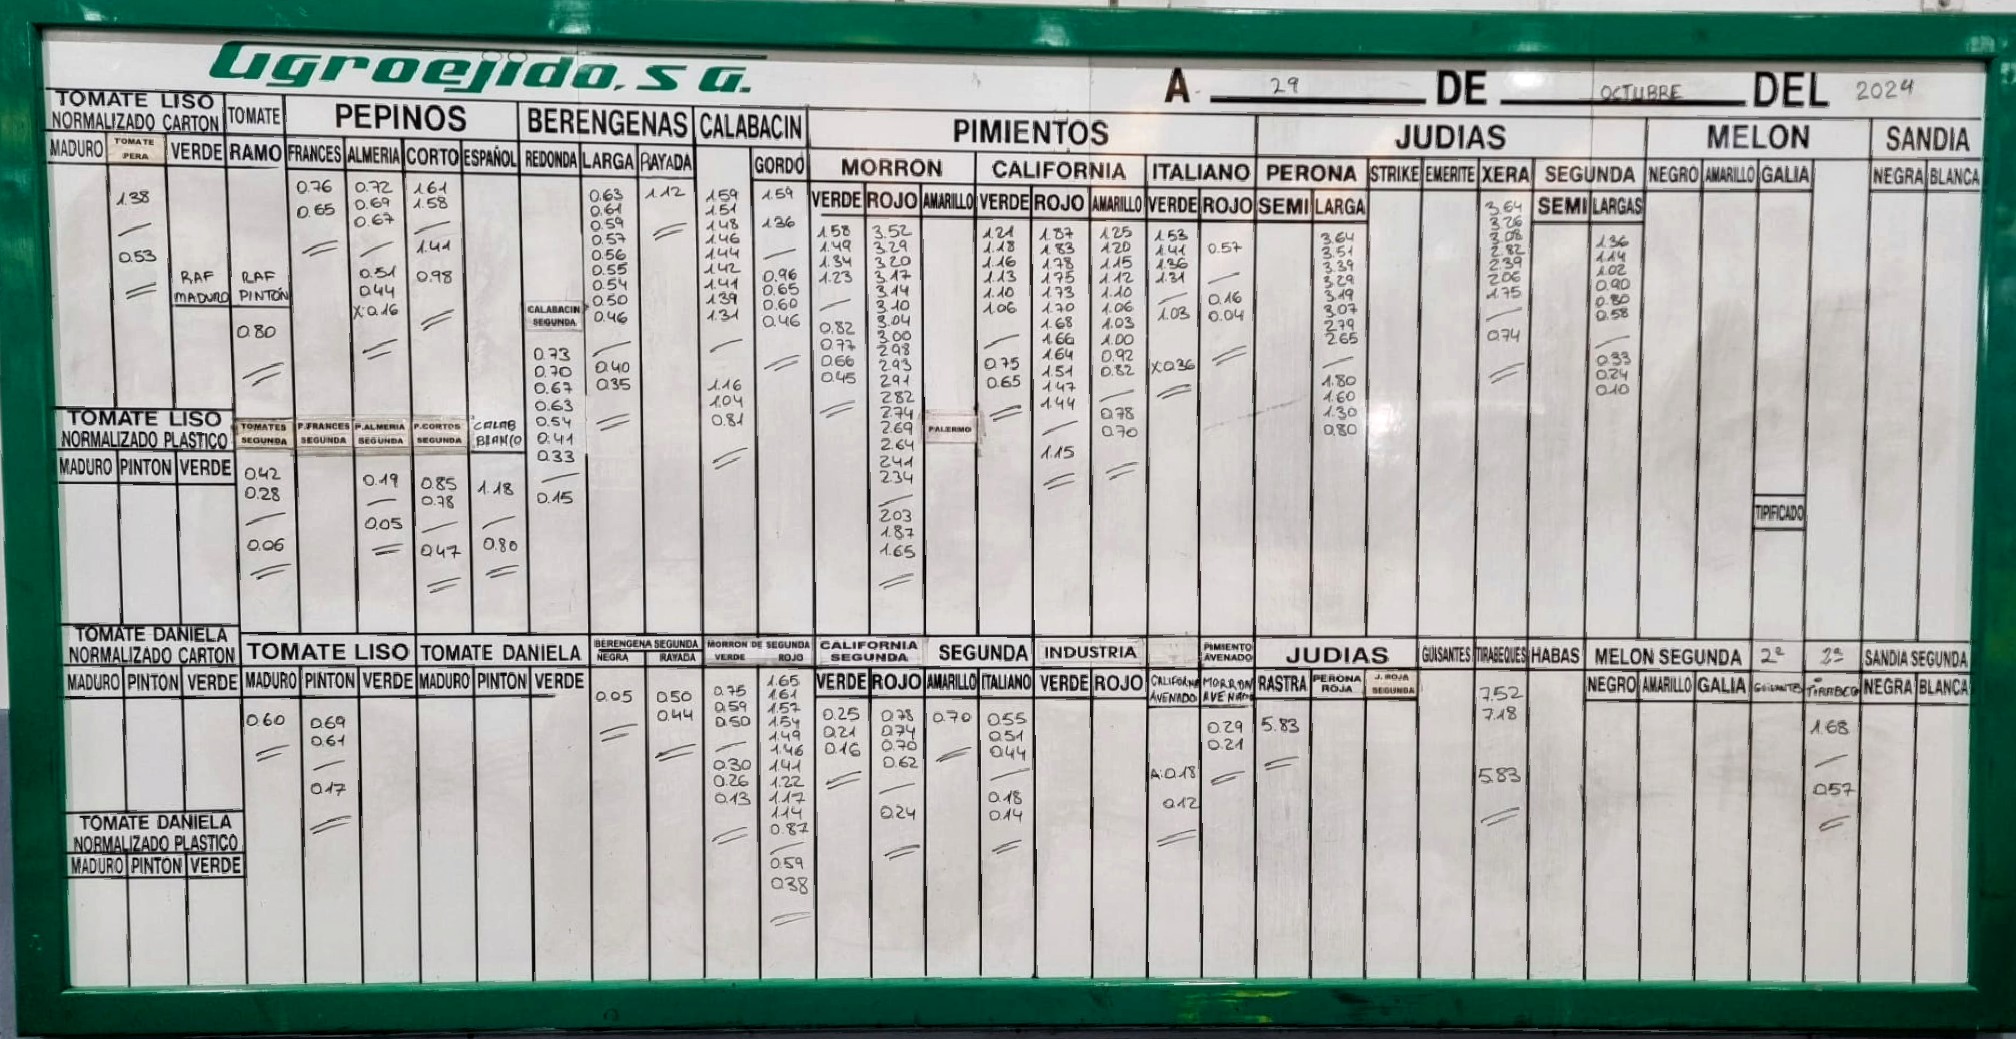 Agroejido, S A.
A 29 DE OCTUBRE DEL 2024
TOMATE LISO
NORMALIZADO CARTON
MADURO
TOMATE PERA
VERDE
1.38
0.53
RAF MADURO
TOMATE
RAMO
RAF PINTÓN
0.80
PEPINOS
FRANCES
0.76
0.65
ALMERIA
0.72
0.69
0.67
0.51
0.44
X:0.16
CORTO
1.61
1.58
1.41
0.98
ESPAÑOL
BERENGENAS
REDONDA
CALABACIN SEGUNDA
0.73
0.70
0.67
0.63
0.54
0.41
0.33
0.15
LARGA
0.63
0.61
0.59
0.57
0.56
0.55
0.54
0.50
0.46
0.40
0.35
RAYADA
1.12
CALABACIN
1.59
1.51
1.48
1.46
1.44
1.42
1.41
1.39
1.31
1.16
1.04
0.81
GORDO
1.59
1.36
0.96
0.65
0.60
0.46
PIMIENTOS
MORRON
VERDE
1.58
1.49
1.34
1.23
0.82
0.77
0.66
0.45
ROJO
3.52
3.29
3.20
3.17
3.14
3.10
3.04
3.00
2.98
2.93
2.91
2.82
2.74
2.69
2.64
2.41
2.34
2.03
1.87
1.65
AMARILLO
PALERMO
CALIFORNIA
VERDE
1.21
1.18
1.16
1.13
1.10
1.06
0.75
0.65
ROJO
1.87
1.83
1.78
1.75
1.73
1.70
1.68
1.66
1.64
1.51
1.47
1.44
1.15
AMARILLO
1.25
1.20
1.15
1.12
1.10
1.06
1.03
1.00
0.92
0.82
0.78
0.70
ITALIANO
VERDE
1.53
1.41
1.36
1.31
1.03
X:0.36
ROJO
0.57
0.16
0.04
JUDIAS
PERONA
SEMI
LARGA
3.64
3.51
3.39
3.29
3.19
3.07
2.79
2.65
1.80
1.60
1.30
0.80
STRIKE
EMERITE
XERA
3.64
3.26
3.08
2.82
2.39
2.06
1.75
0.74
SEGUNDA
SEMI
LARGAS
1.36
1.14
1.02
0.90
0.80
0.58
0.33
0.24
0.10
MELON
NEGRO
AMARILLO
GALIA
TIPIFICADO
SANDIA
NEGRA
BLANCA
TOMATE LISO
NORMALIZADO PLASTICO
MADURO
PINTON
VERDE
TOMATES SEGUNDA
0.42
0.28
0.06
P.FRANCES SEGUNDA
P.ALMERIA SEGUNDA
0.19
0.05
P.CORTOS SEGUNDA
0.85
0.78
0.47
CALAB BLANCO
1.18
0.80
TOMATE DANIELA
NORMALIZADO CARTON
MADURO
PINTON
VERDE
TOMATE DANIELA
NORMALIZADO PLASTICO
MADURO
PINTON
VERDE
TOMATE LISO
MADURO
0.60
PINTON
0.69
0.61
0.17
VERDE
TOMATE DANIELA
MADURO
PINTON
VERDE
BERENGENA SEGUNDA
NEGRA
0.05
RAYADA
0.50
0.44
MORRON DE SEGUNDA
VERDE
0.75
0.59
0.50
0.30
0.26
0.13
ROJO
1.65
1.61
1.57
1.54
1.49
1.46
1.41
1.22
1.17
1.14
0.87
0.59
0.38
CALIFORNIA SEGUNDA
VERDE
0.25
0.21
0.16
ROJO
0.78
0.74
0.70
0.62
0.24
SEGUNDA
AMARILLO
0.70
ITALIANO
0.55
0.51
0.44
0.18
0.14
INDUSTRIA
VERDE
ROJO
CALIFORNIA AVENADO
A:0.18
0.12
PIMIENTO AVENADO
MORRON AVENADO
0.29
0.21
JUDIAS
RASTRA
5.83
PERONA ROJA
J. ROJA SEGUNDA
GUISANTES
TIRABEQUES
7.52
7.18
5.83
HABAS
MELON SEGUNDA
NEGRO
AMARILLO
GALIA
2ª
GUISANTES
2ª
TIRABEQ
1.68
0.57
SANDIA SEGUNDA
NEGRA
BLANCA